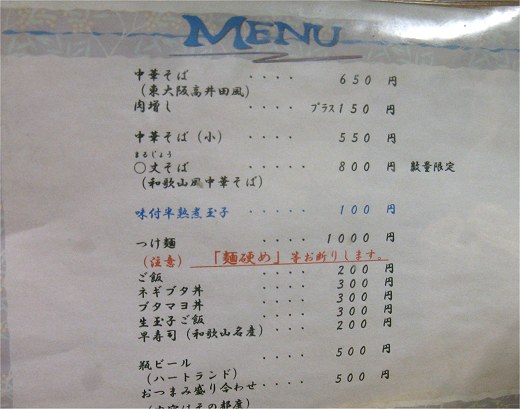 MENU
中華そば ････ 650 円
(東大阪高井田風)
肉増し プラス150 円
中華そば(小) ････ 550 円
まるじょう
○丈そば ････ 800 円 数量限定
(和歌山風中華そば)
味付半熟煮玉子 ････ 100 円
つけ麺 ････ 1000 円
(注意) 「麺硬め」等お断りします。
ご飯 ････ 200 円
ネギブタ丼 ････ 300 円
ブタマヨ丼 ････ 300 円
生玉子ご飯 ････ 300 円
早寿司(和歌山名産) ････ 200 円
瓶ビール ････ 500 円
(ハートランド)
おつまみ盛り合わせ ････ 500 円